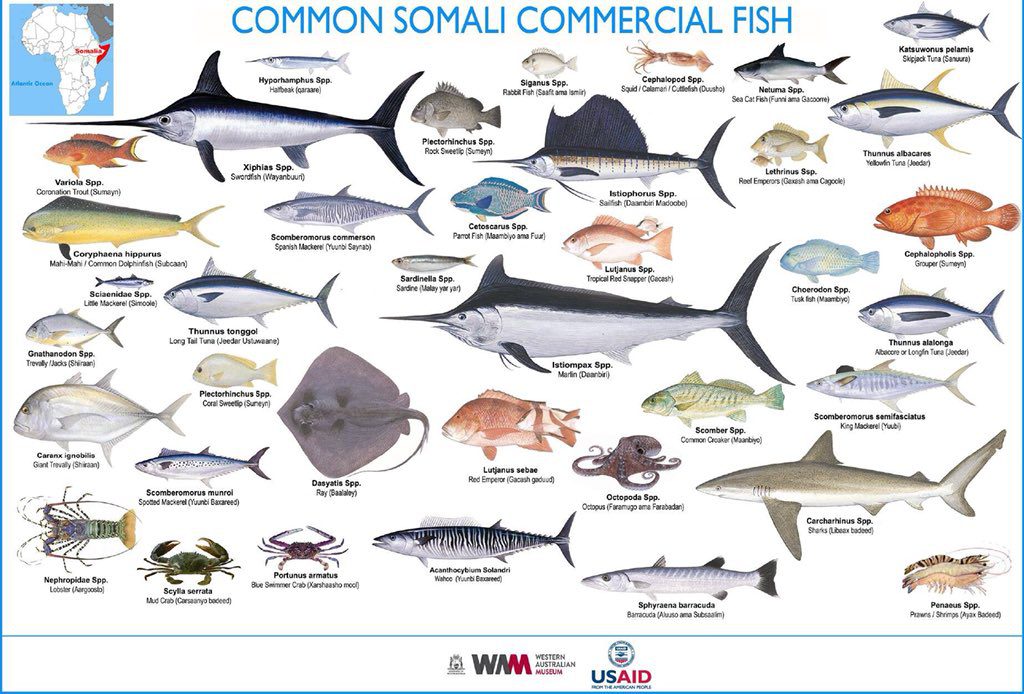 COMMON SOMALI COMMERCIAL FISH
Somalia
Atlantic Ocean
Hyporhamphus Spp.
Halfbeak (qaraare)
Siganus Spp.
Rabbit Fish (Saafit ama Ismiir)
Cephalopod Spp.
Squid / Calamari / Cuttlefish (Duusho)
Netuma Spp.
Sea Cat Fish (Funni ama Gacoorre)
Katsuwonus pelamis
Skipjack Tuna (Sanuura)
Variola Spp.
Coronation Trout (Sumayn)
Xiphias Spp.
Swordfish (Wayanbuuri)
Plectorhinchus Spp.
Rock Sweetlip (Sumeyn)
Istiophorus Spp.
Sailfish (Daambiri Madoobe)
Lethrinus Spp.
Reef Emperors (Gaxash ama Cagoole)
Thunnus albacares
Yellowfin Tuna (Jeedar)
Coryphaena hippurus
Mahi-Mahi / Common Dolphinfish (Subcaan)
Scomberomorus commerson
Spanish Mackerel (Yuunbi Saynab)
Cetoscarus Spp.
Parrot Fish (Maambiyo ama Fuur)
Lutjanus Spp.
Tropical Red Snapper (Gacash)
Cephalopholis Spp.
Grouper (Sumeyn)
Sciaenidae Spp.
Little Mackerel (Simoole)
Thunnus tonggol
Long Tail Tuna (Jeedar Ustuwaane)
Sardinella Spp.
Sardine (Malay yar yar)
Choerodon Spp.
Tusk fish (Maambiyo)
Gnathanodon Spp.
Trevally /Jacks (Shiiraan)
Plectorhinchus Spp.
Coral Sweetlip (Sumeyn)
Istiompax Spp.
Marlin (Daanbiri)
Thunnus alalonga
Albacore or Longfin Tuna (Jeedar)
Caranx ignobilis
Giant Trevally (Shiiraan)
Scomberomorus munroi
Spotted Mackerel (Yuunbi Baxareed)
Dasyatis Spp.
Ray (Baalaley)
Lutjanus sebae
Red Emperor (Gacash gaduud)
Scomber Spp.
Common Croaker (Maanbiyo)
Scomberomorus semifasciatus
King Mackerel (Yuubi)
Octopoda Spp.
Octopus (Faramugo ama Farabadan)
Carcharhinus Spp.
Sharks (Libeax badeed)
Nephropidae Spp.
Lobster (Aargoosto)
Scylla serrata
Mud Crab (Carsaanyo badeed)
Portunus armatus
Blue Swimmer Crab (Xarshaasho mool)
Acanthocybium Solandri
Wahoo (Yuunbi Baxareed)
Sphyraena barracuda
Barracuda (Aluuso ama Subsaalim)
Penaeus Spp.
Prawns / Shrimps (Ayax Badeed)
WAM
WESTERN
AUSTRALIAN
MUSEUM
USAID
FROM THE AMERICAN PEOPLE